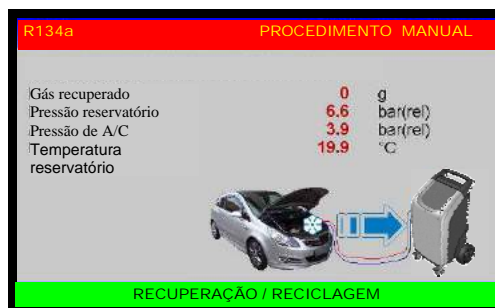 R134a PROCEDIMENTO MANUAL
Gás recuperado 0 g
Pressão reservatório 6.6 bar(rel)
Pressão de A/C 3.9 bar(rel)
Temperatura 19.9 °C
reservatório
RECUPERAÇÃO / RECICLAGEM